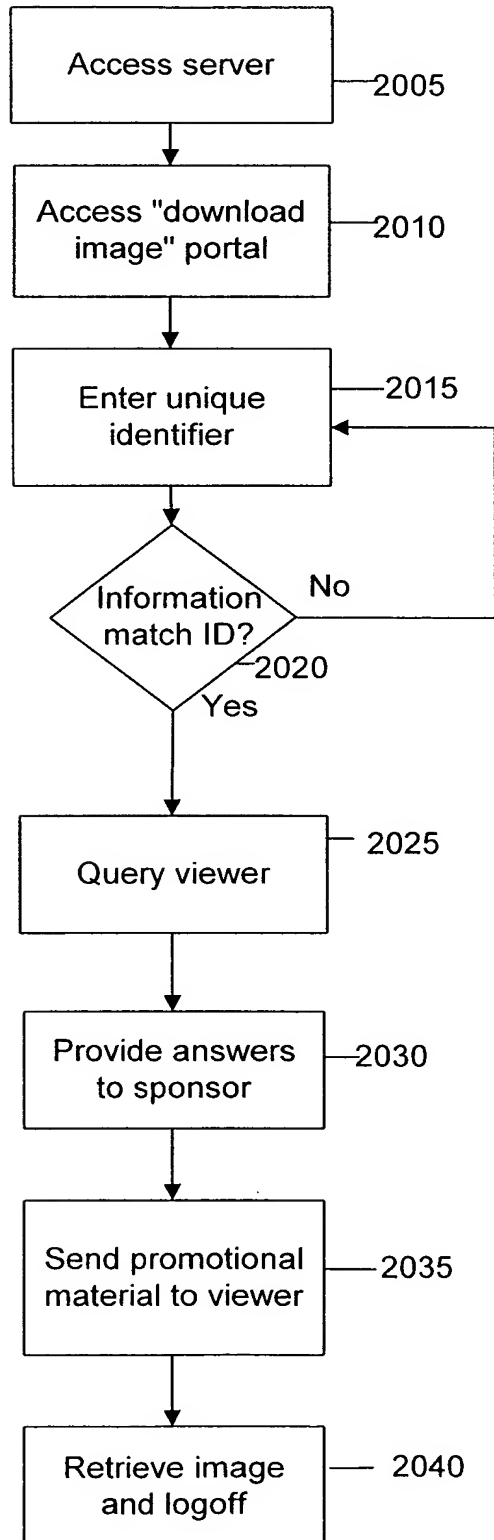 Access server
2005
Access "download
image" portal
2010
Enter unique
identifier
2015
Information
match ID?
No
2020
Yes
Query viewer
2025
Provide answers
to sponsor
2030
Send promotional
material to viewer
2035
Retrieve image
and logoff
2040